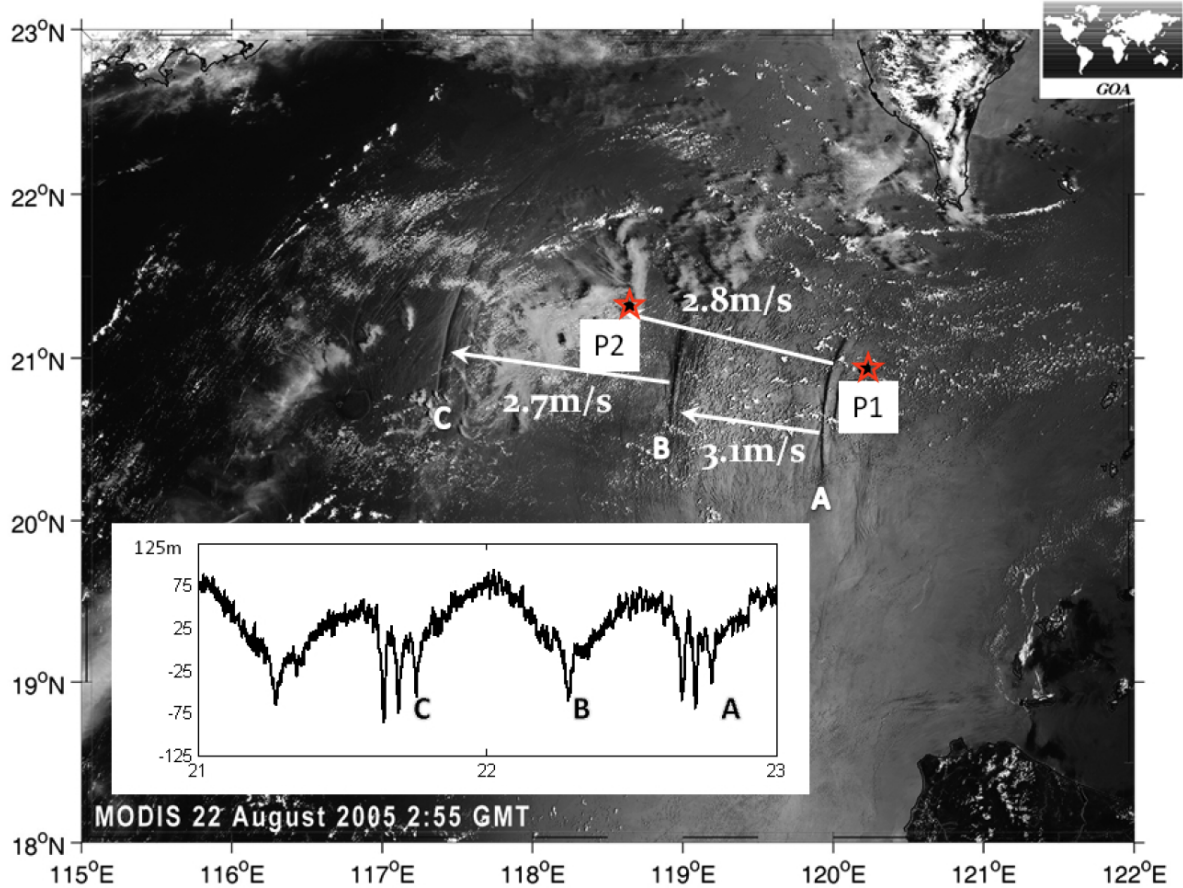 23°N
GOA
22°N
2.8m/s
P2
P1
21°N
2.7m/s
C
B
3.1m/s
A
20°N
125m
75
25
-25
C
B
A
-75
-125
21
22
23
19°N
MODIS 22 August 2005 2:55 GMT
18°N
115°E
116°E
117°E
118°E
119°E
120°E
121°E
122°E